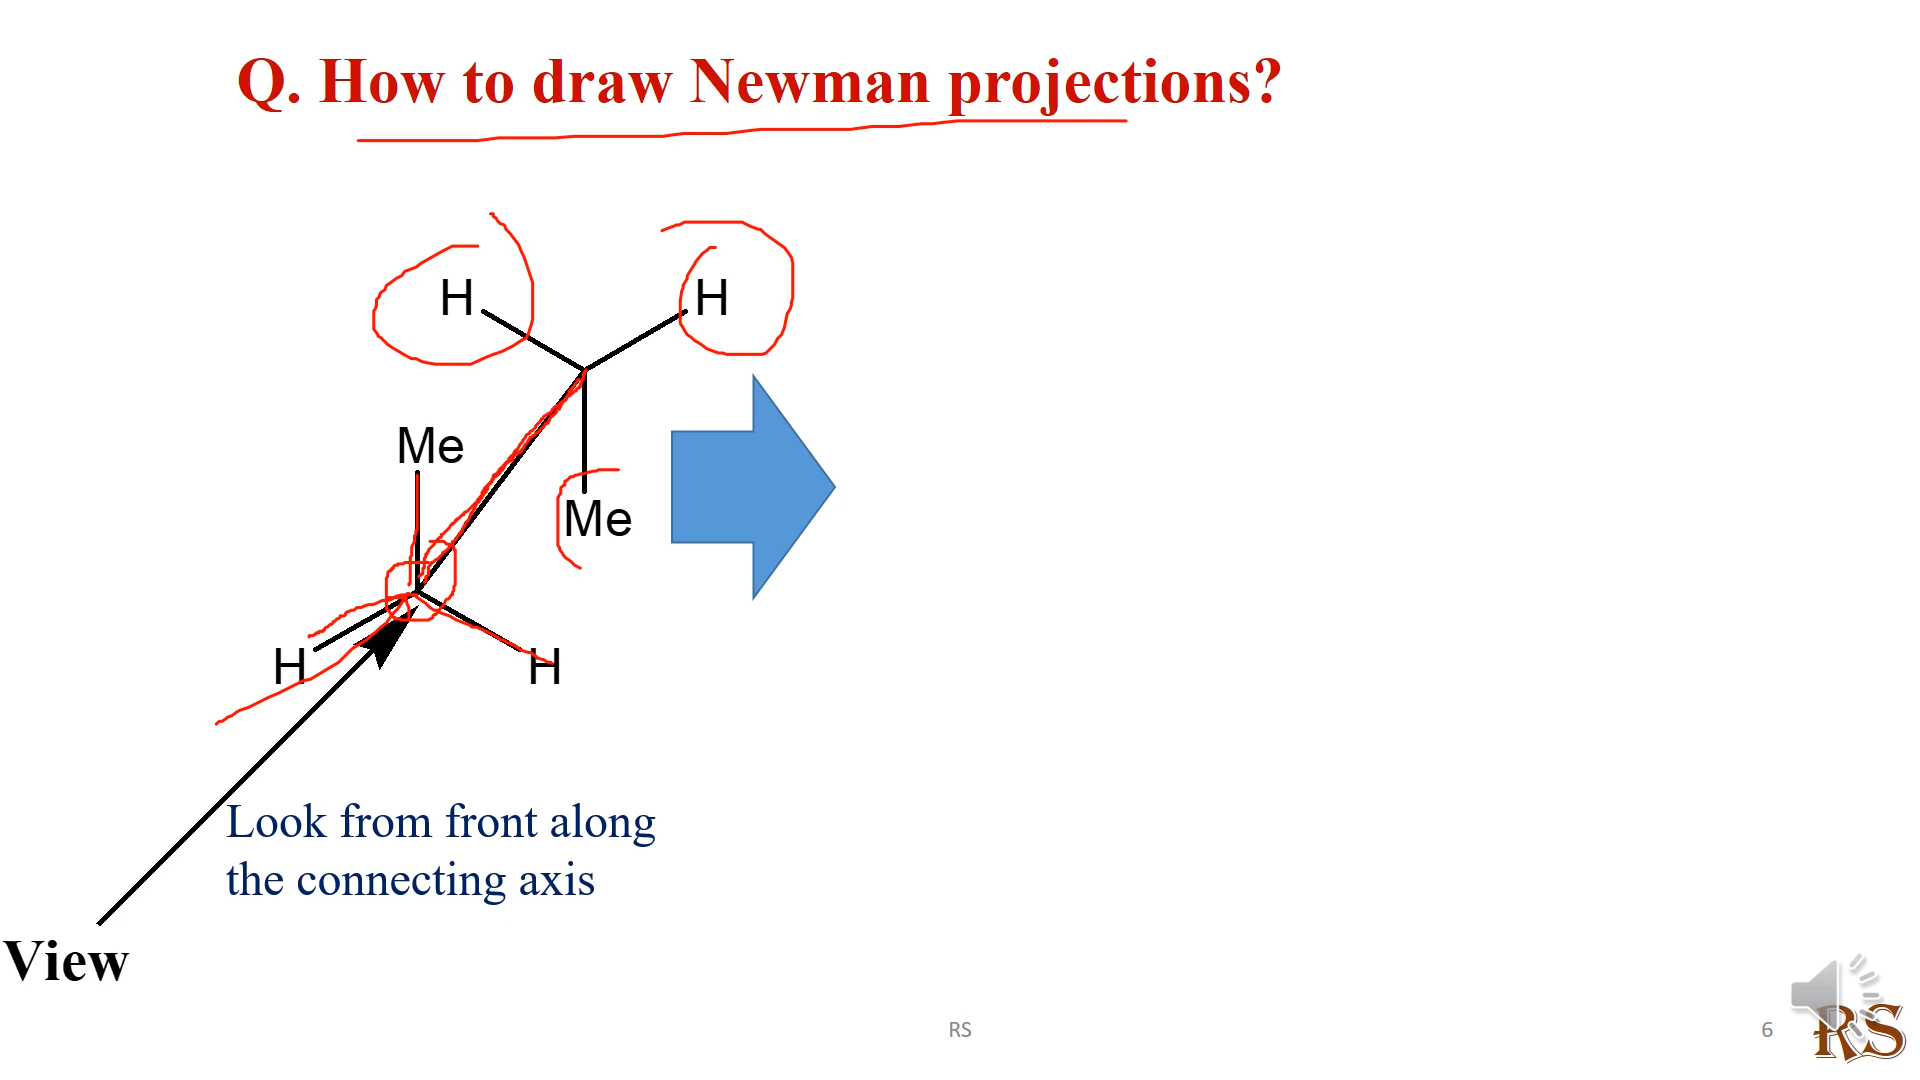 Q. How to draw Newman projections?
H H
Me
Me
H H
Look from front along
the connecting axis
View
RS
6
RS